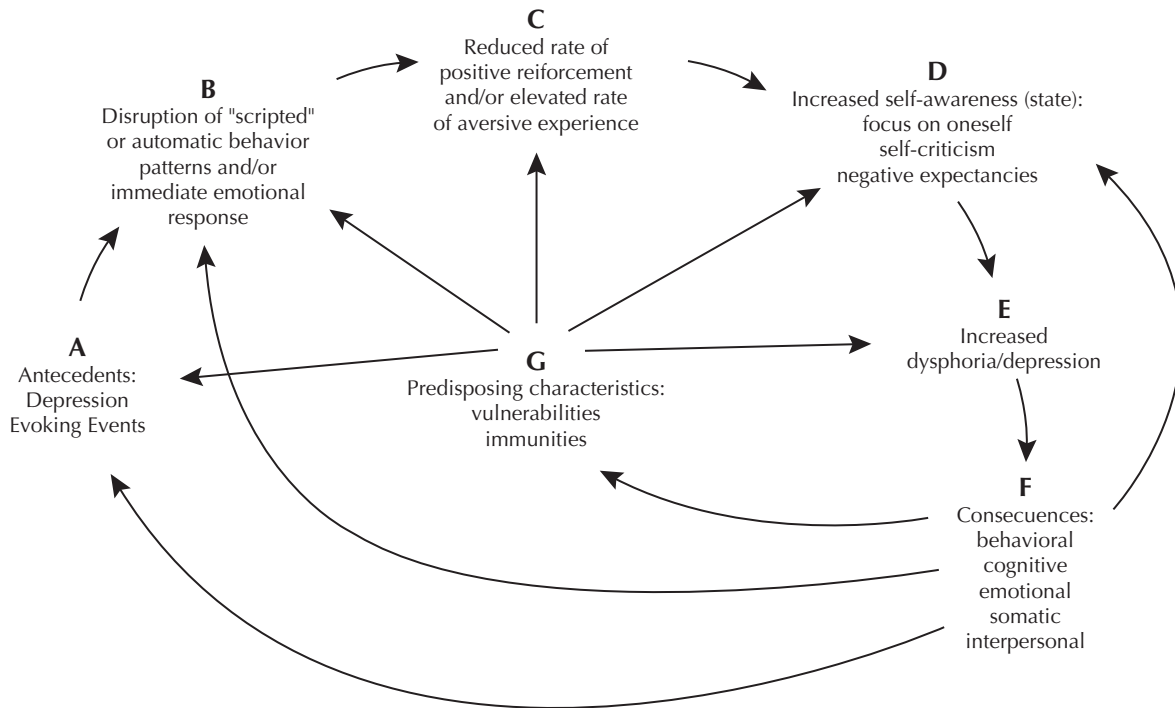 A
Antecedents:
Depression
Evoking Events
B
Disruption of "scripted"
or automatic behavior
patterns and/or
immediate emotional
response
C
Reduced rate of
positive reiforcement
and/or elevated rate
of aversive experience
D
Increased self-awareness (state):
focus on oneself
self-criticism
negative expectancies
E
Increased
dysphoria/depression
F
Consecuences:
behavioral
cognitive
emotional
somatic
interpersonal
G
Predisposing characteristics:
vulnerabilities
immunities